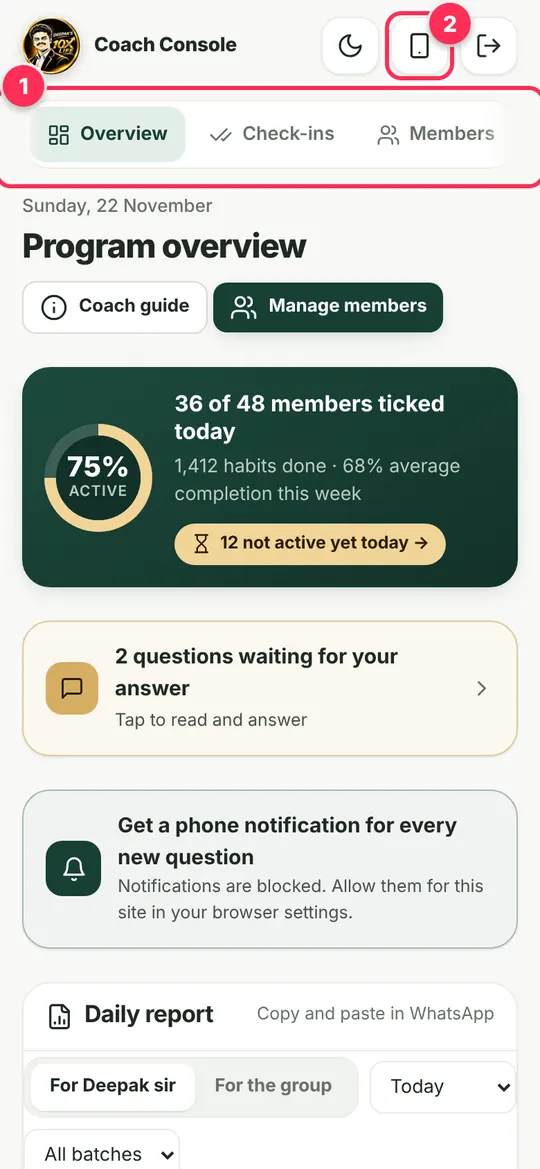 DEEPAK'S
10X
LIFE
Coach Console
2
1
Overview
Check-ins
Members
Sunday, 22 November
Program overview
Coach guide
Manage members
36 of 48 members ticked
today
75%
ACTIVE
1,412 habits done · 68% average
completion this week
12 not active yet today →
2 questions waiting for your
answer
Tap to read and answer
Get a phone notification for every
new question
Notifications are blocked. Allow them for this
site in your browser settings.
Daily report
Copy and paste in WhatsApp
For Deepak sir
For the group
Today
All batches